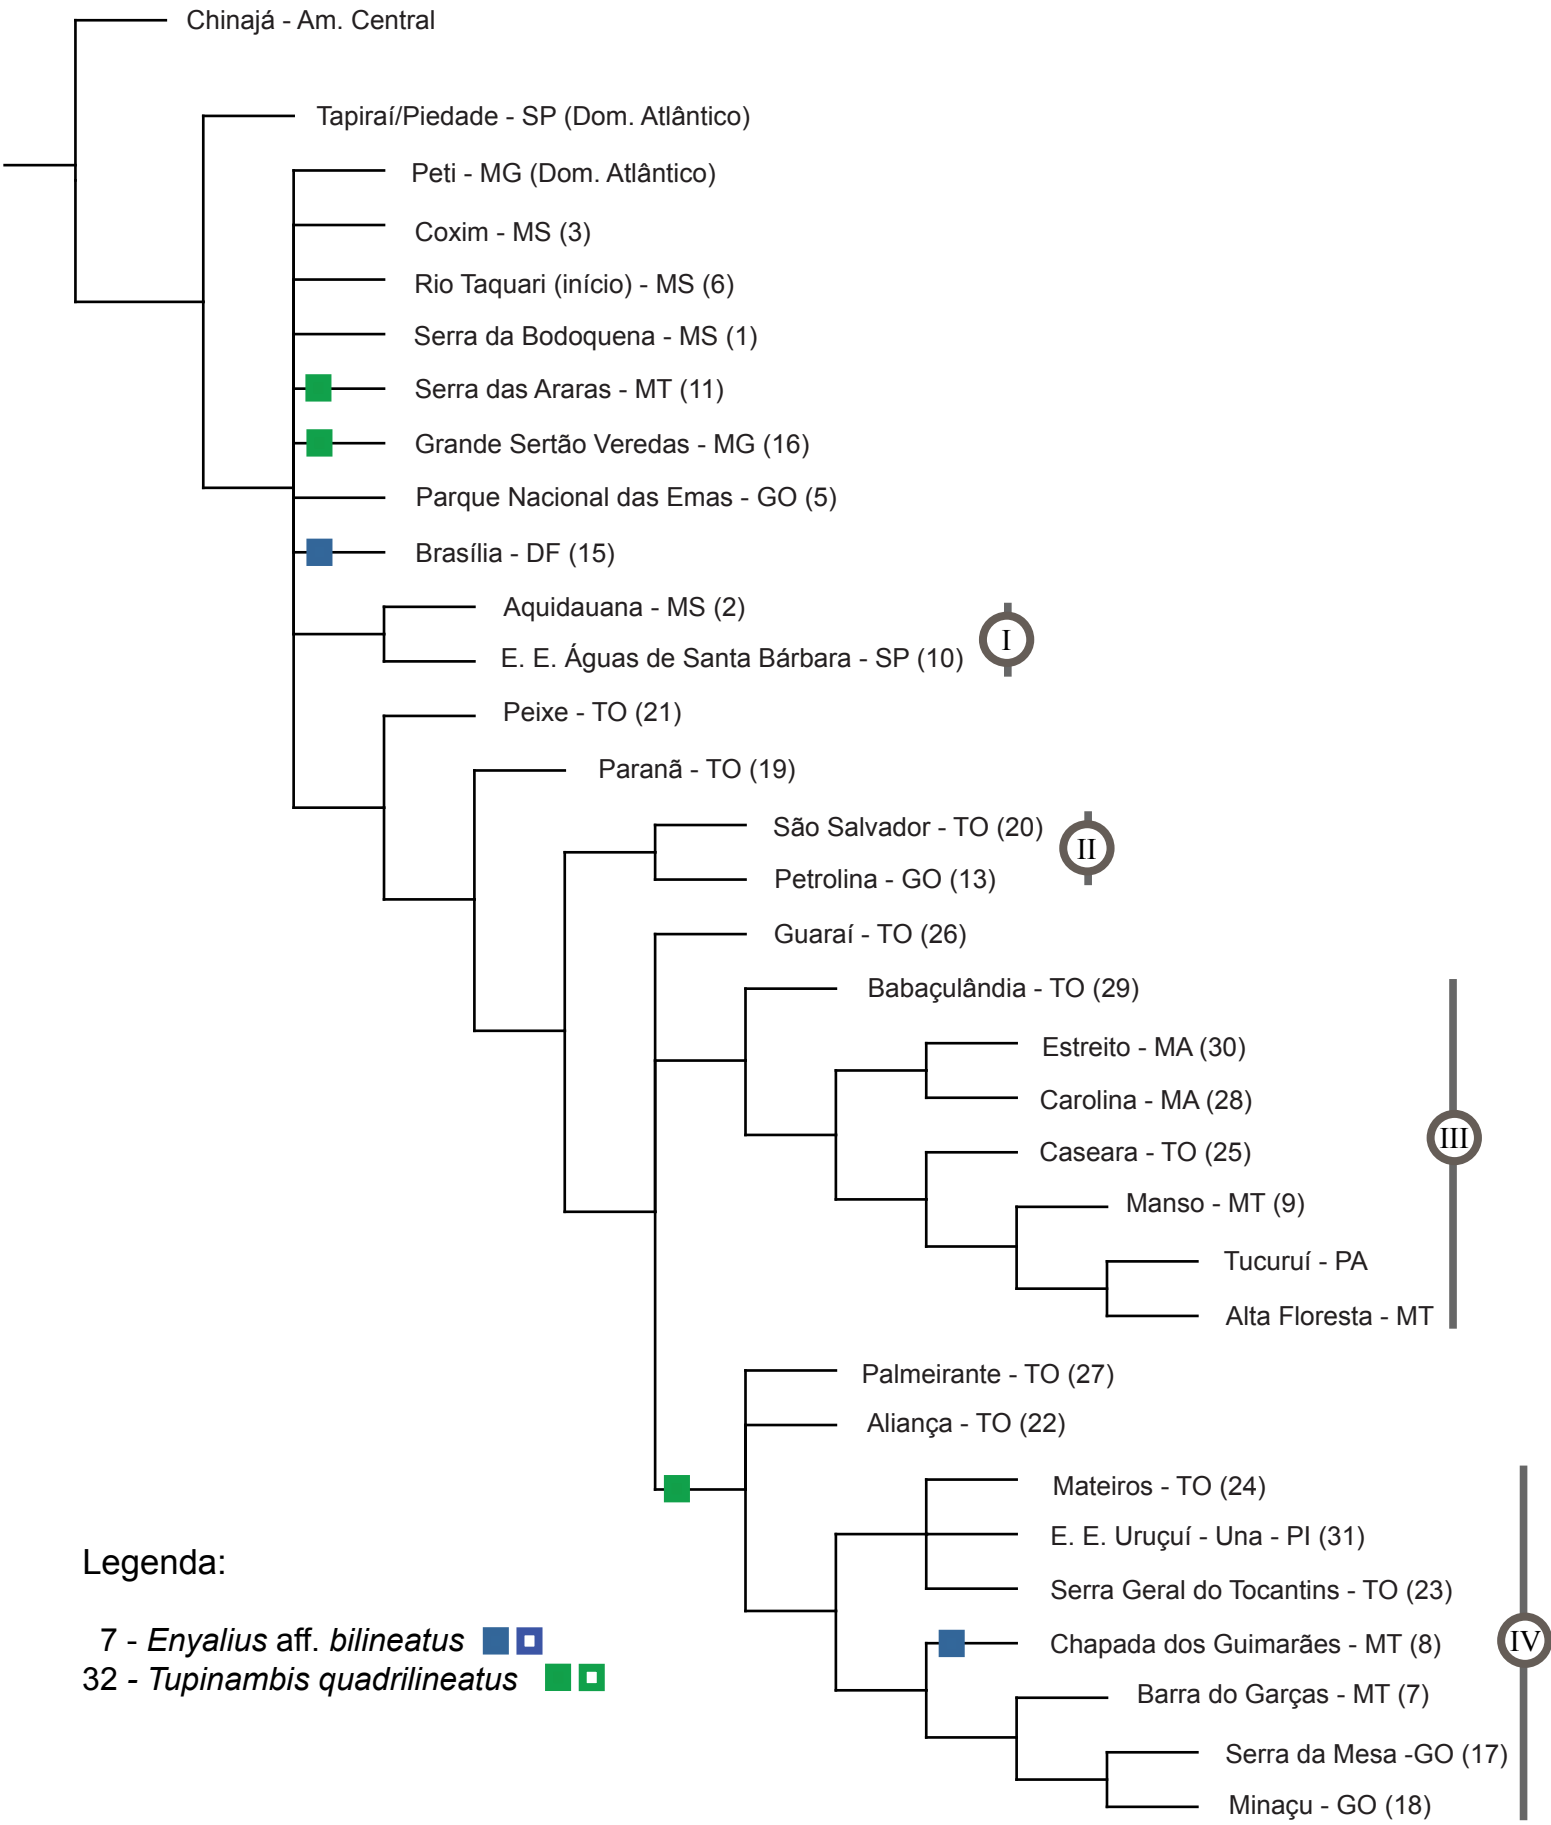 Chinajá - Am. Central
Tapiraí/Piedade - SP (Dom. Atlântico)
Peti - MG (Dom. Atlântico)
Coxim - MS (3)
Rio Taquari (início) - MS (6)
Serra da Bodoquena - MS (1)
Serra das Araras - MT (11)
Grande Sertão Veredas - MG (16)
Parque Nacional das Emas - GO (5)
Brasília - DF (15)
Aquidauana - MS (2)
I
E. E. Águas de Santa Bárbara - SP (10)
Peixe - TO (21)
Paranã - TO (19)
São Salvador - TO (20)
II
Petrolina - GO (13)
Guaraí - TO (26)
Babaçulândia - TO (29)
Estreito - MA (30)
Carolina - MA (28)
III
Caseara - TO (25)
Manso - MT (9)
Tucuruí - PA
Alta Floresta - MT
Palmeirante - TO (27)
Aliança - TO (22)
Mateiros - TO (24)
E. E. Uruçuí - Una - PI (31)
Serra Geral do Tocantins - TO (23)
Chapada dos Guimarães - MT (8)
IV
Barra do Garças - MT (7)
Serra da Mesa -GO (17)
Minaçu - GO (18)
Legenda:
7 - Enyalius aff. bilineatus
32 - Tupinambis quadrilineatus